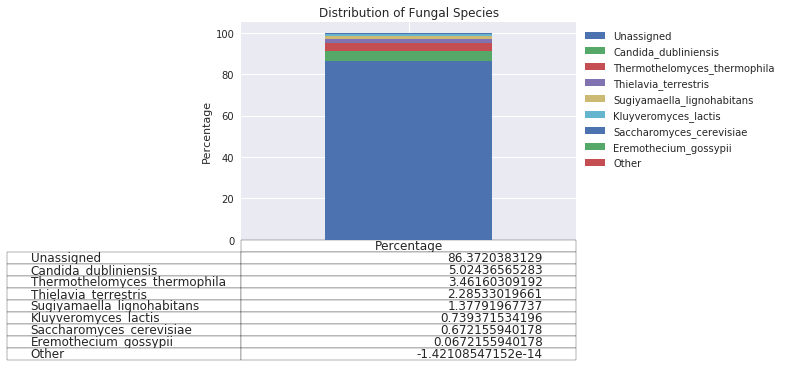 Distribution of Fungal Species
100
80
60
40
20
0
Percentage
Unassigned
Candida_dubliniensis
Thermothelomyces_thermophila
Thielavia_terrestris
Sugiyamaella_lignohabitans
Kluyveromyces_lactis
Saccharomyces_cerevisiae
Eremothecium_gossypii
Other
Percentage
Unassigned 86.3720383129
Candida_dubliniensis 5.02436565283
Thermothelomyces_thermophila 3.46160309192
Thielavia_terrestris 2.28533019661
Sugiyamaella_lignohabitans 1.37791967737
Kluyveromyces_lactis 0.739371534196
Saccharomyces_cerevisiae 0.672155940178
Eremothecium_gossypii 0.0672155940178
Other -1.42108547152e-14